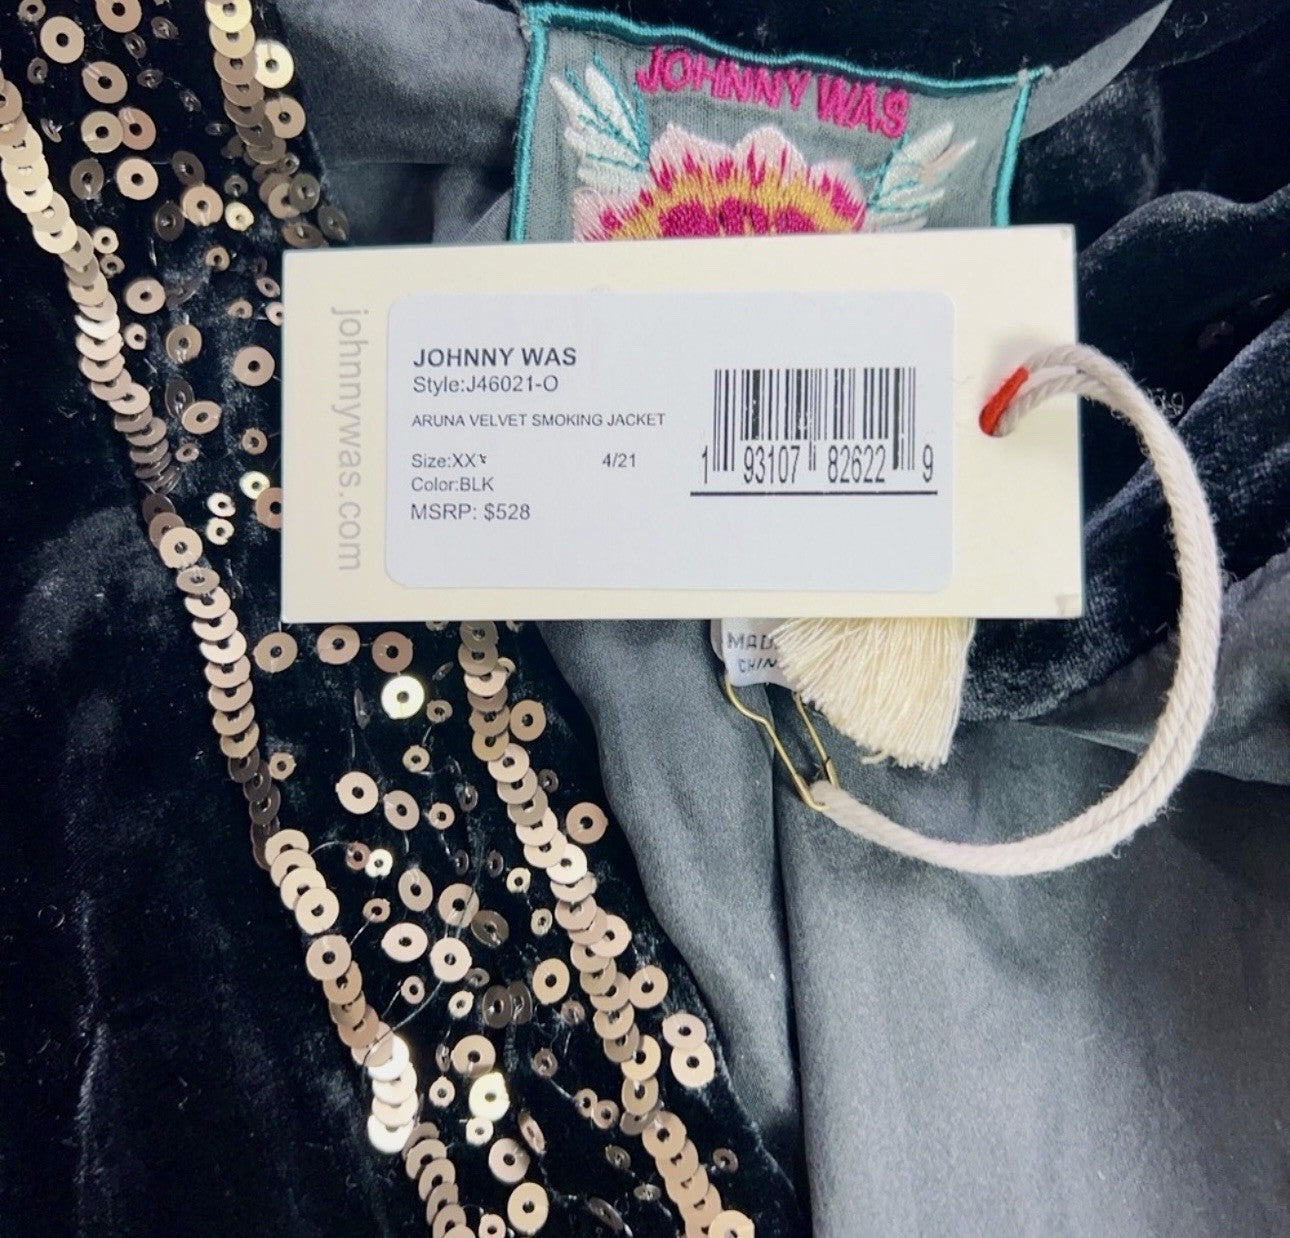 JOHNNY WAS
johnnywas.com
JOHNNY WAS
Style:J46021-O
ARUNA VELVET SMOKING JACKET
4/21
Color:BLK
MSRP: $528
1 93107 82622 9